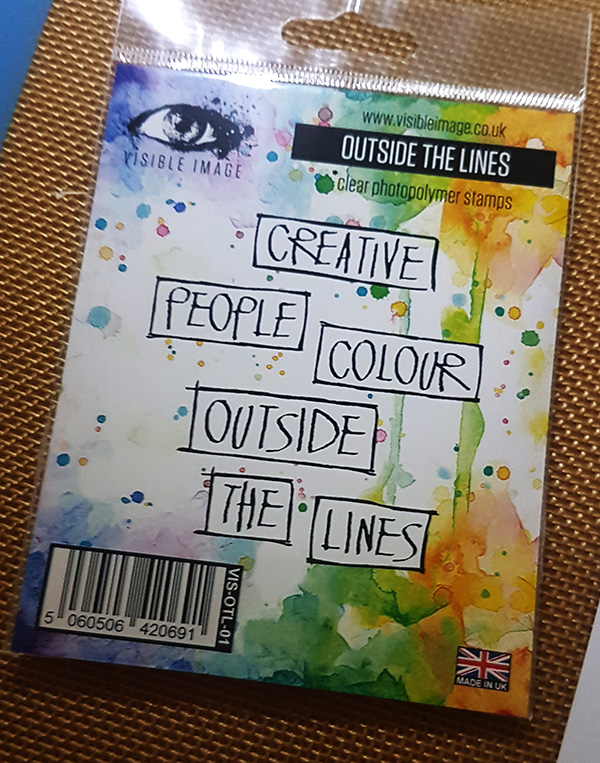 www.visibleimage.co.uk
VISIBLE IMAGE
OUTSIDE THE LINES
clear photopolymer stamps
CREATIVE
PEOPLE
COLOUR
OUTSIDE
THE
LINES
VIS-OTL-01
5 060506 420691
MADE IN UK